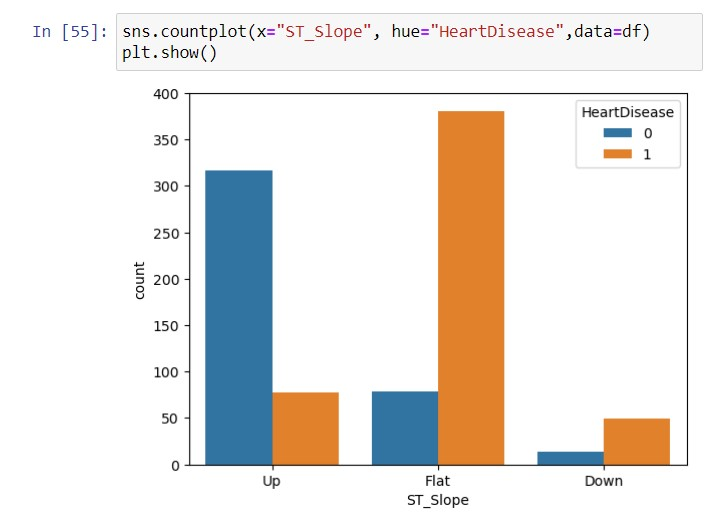 In [55]: sns.countplot(x="ST_Slope", hue="HeartDisease",data=df)
plt.show()
400
350
300
250
200
150
100
50
0
count
HeartDisease
0
1
Up Flat Down
ST_Slope